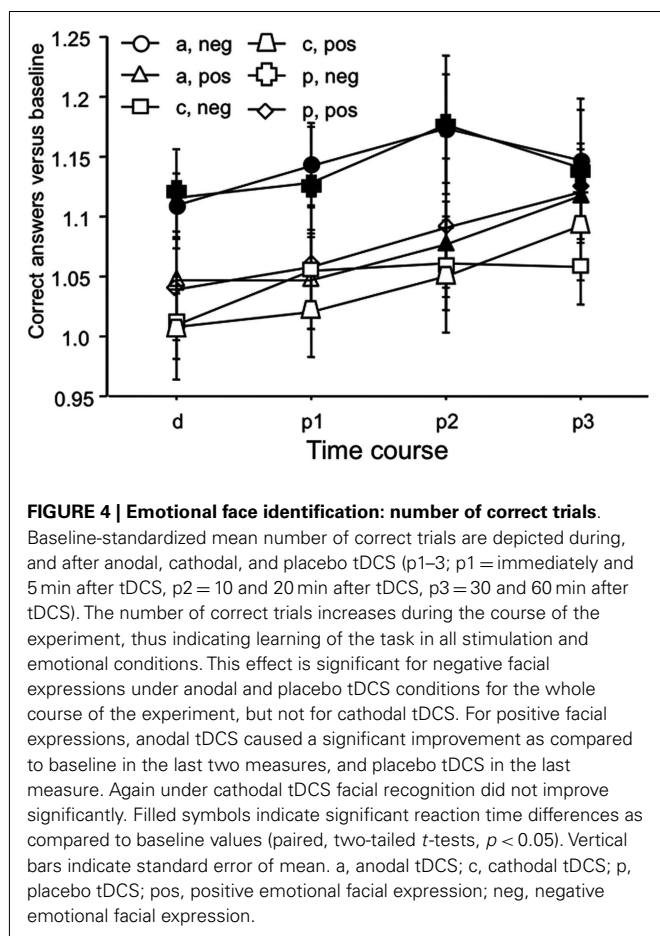 1.25
a, neg
c, pos
a, pos
p, neg
c, neg
p, pos
1.2
1.15
1.1
1.05
1.0
0.95
Correct answers versus baseline
d
p1
p2
p3
Time course
FIGURE 4 | Emotional face identification: number of correct trials.
Baseline-standardized mean number of correct trials are depicted during,
and after anodal, cathodal, and placebo tDCS (p1–3; p1 = immediately and
5 min after tDCS, p2 = 10 and 20 min after tDCS, p3 = 30 and 60 min after
tDCS). The number of correct trials increases during the course of the
experiment, thus indicating learning of the task in all stimulation and
emotional conditions. This effect is significant for negative facial
expressions under anodal and placebo tDCS conditions for the whole
course of the experiment, but not for cathodal tDCS. For positive facial
expressions, anodal tDCS caused a significant improvement as compared
to baseline in the last two measures, and placebo tDCS in the last
measure. Again under cathodal tDCS facial recognition did not improve
significantly. Filled symbols indicate significant reaction time differences as
compared to baseline values (paired, two-tailed t-tests, p < 0.05). Vertical
bars indicate standard error of mean. a, anodal tDCS; c, cathodal tDCS; p,
placebo tDCS; pos, positive emotional facial expression; neg, negative
emotional facial expression.